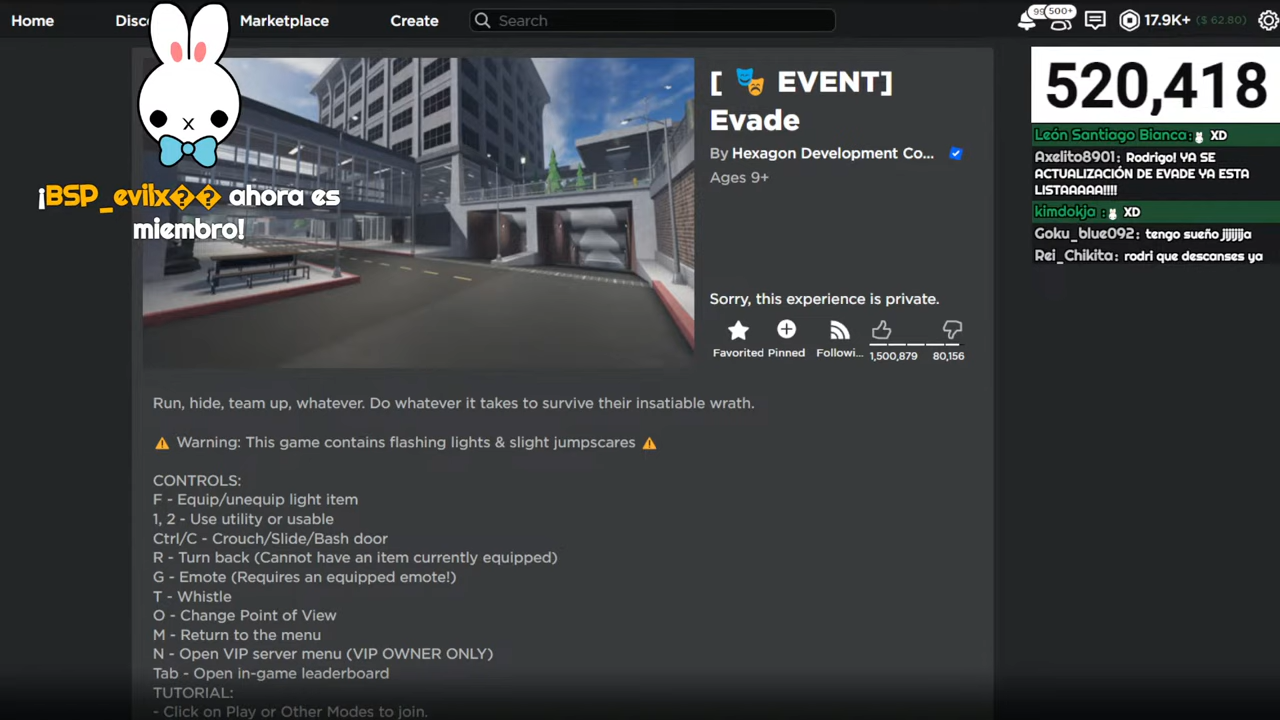 Home
Marketplace
Create
Search
99
500+
17.9K+
($ 62.80)
[ 🎭 EVENT]
Evade
By Hexagon Development Co...
Ages 9+
Sorry, this experience is private.
Favorited
Pinned
Followi...
1,500,879
80,156
¡BSP_evilx�� ahora es
miembro!
520,418
León Santiago Bianca: XD
Axelito8901: Rodrigo! YA SE
ACTUALIZACIÓN DE EVADE YA ESTA
LISTAAAAA!!!!
kimdokja : XD
Goku_blue092: tengo sueño jijijija
Rei_Chikita: rodri que descanses ya
Run, hide, team up, whatever. Do whatever it takes to survive their insatiable wrath.
⚠ Warning: This game contains flashing lights & slight jumpscares ⚠
CONTROLS:
F - Equip/unequip light item
1, 2 - Use utility or usable
Ctrl/C - Crouch/Slide/Bash door
R - Turn back (Cannot have an item currently equipped)
G - Emote (Requires an equipped emote!)
T - Whistle
O - Change Point of View
M - Return to the menu
N - Open VIP server menu (VIP OWNER ONLY)
Tab - Open in-game leaderboard
TUTORIAL:
- Click on Play or Other Modes to join.